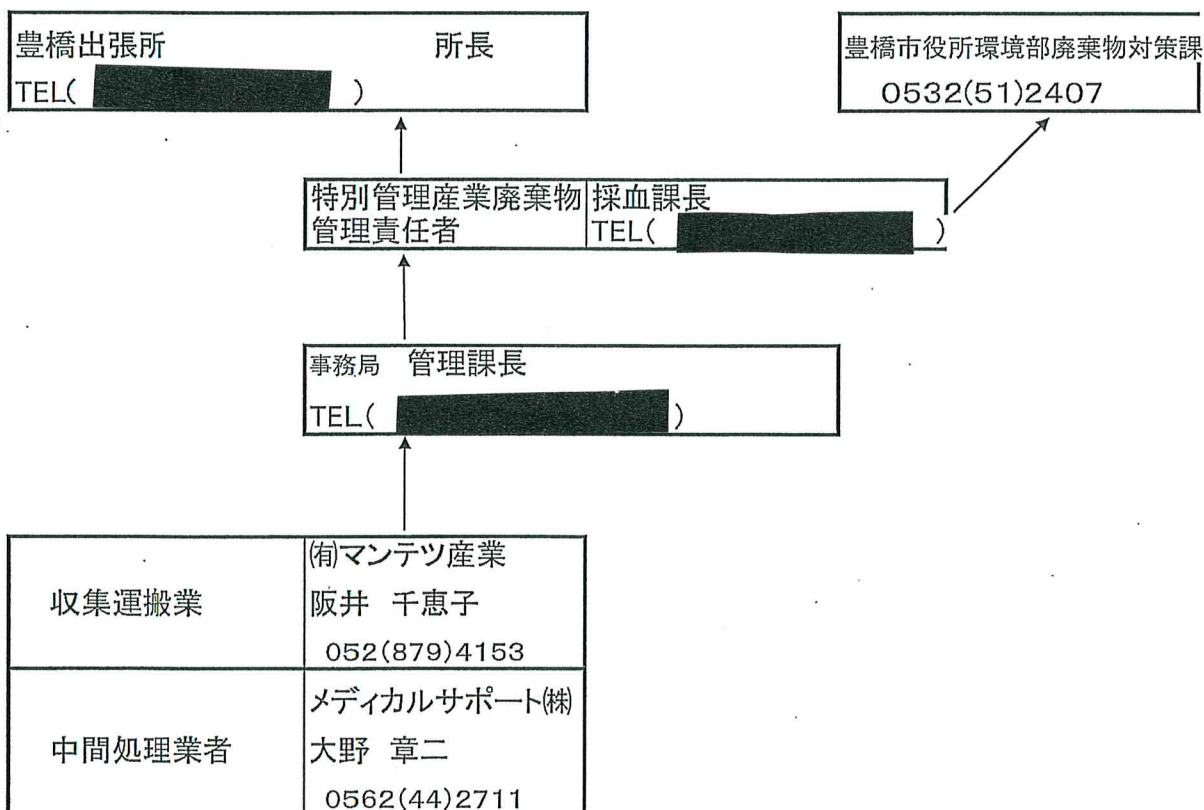 豊橋出張所 所長
TEL( )
豊橋市役所環境部廃棄物対策課
0532(51)2407
特別管理産業廃棄物 採血課長
管理責任者 TEL( )
事務局 管理課長
TEL( )
㈲マンテツ産業
収集運搬業 阪井 千恵子
052(879)4153
メディカルサポート㈱
中間処理業者 大野 章二
0562(44)2711